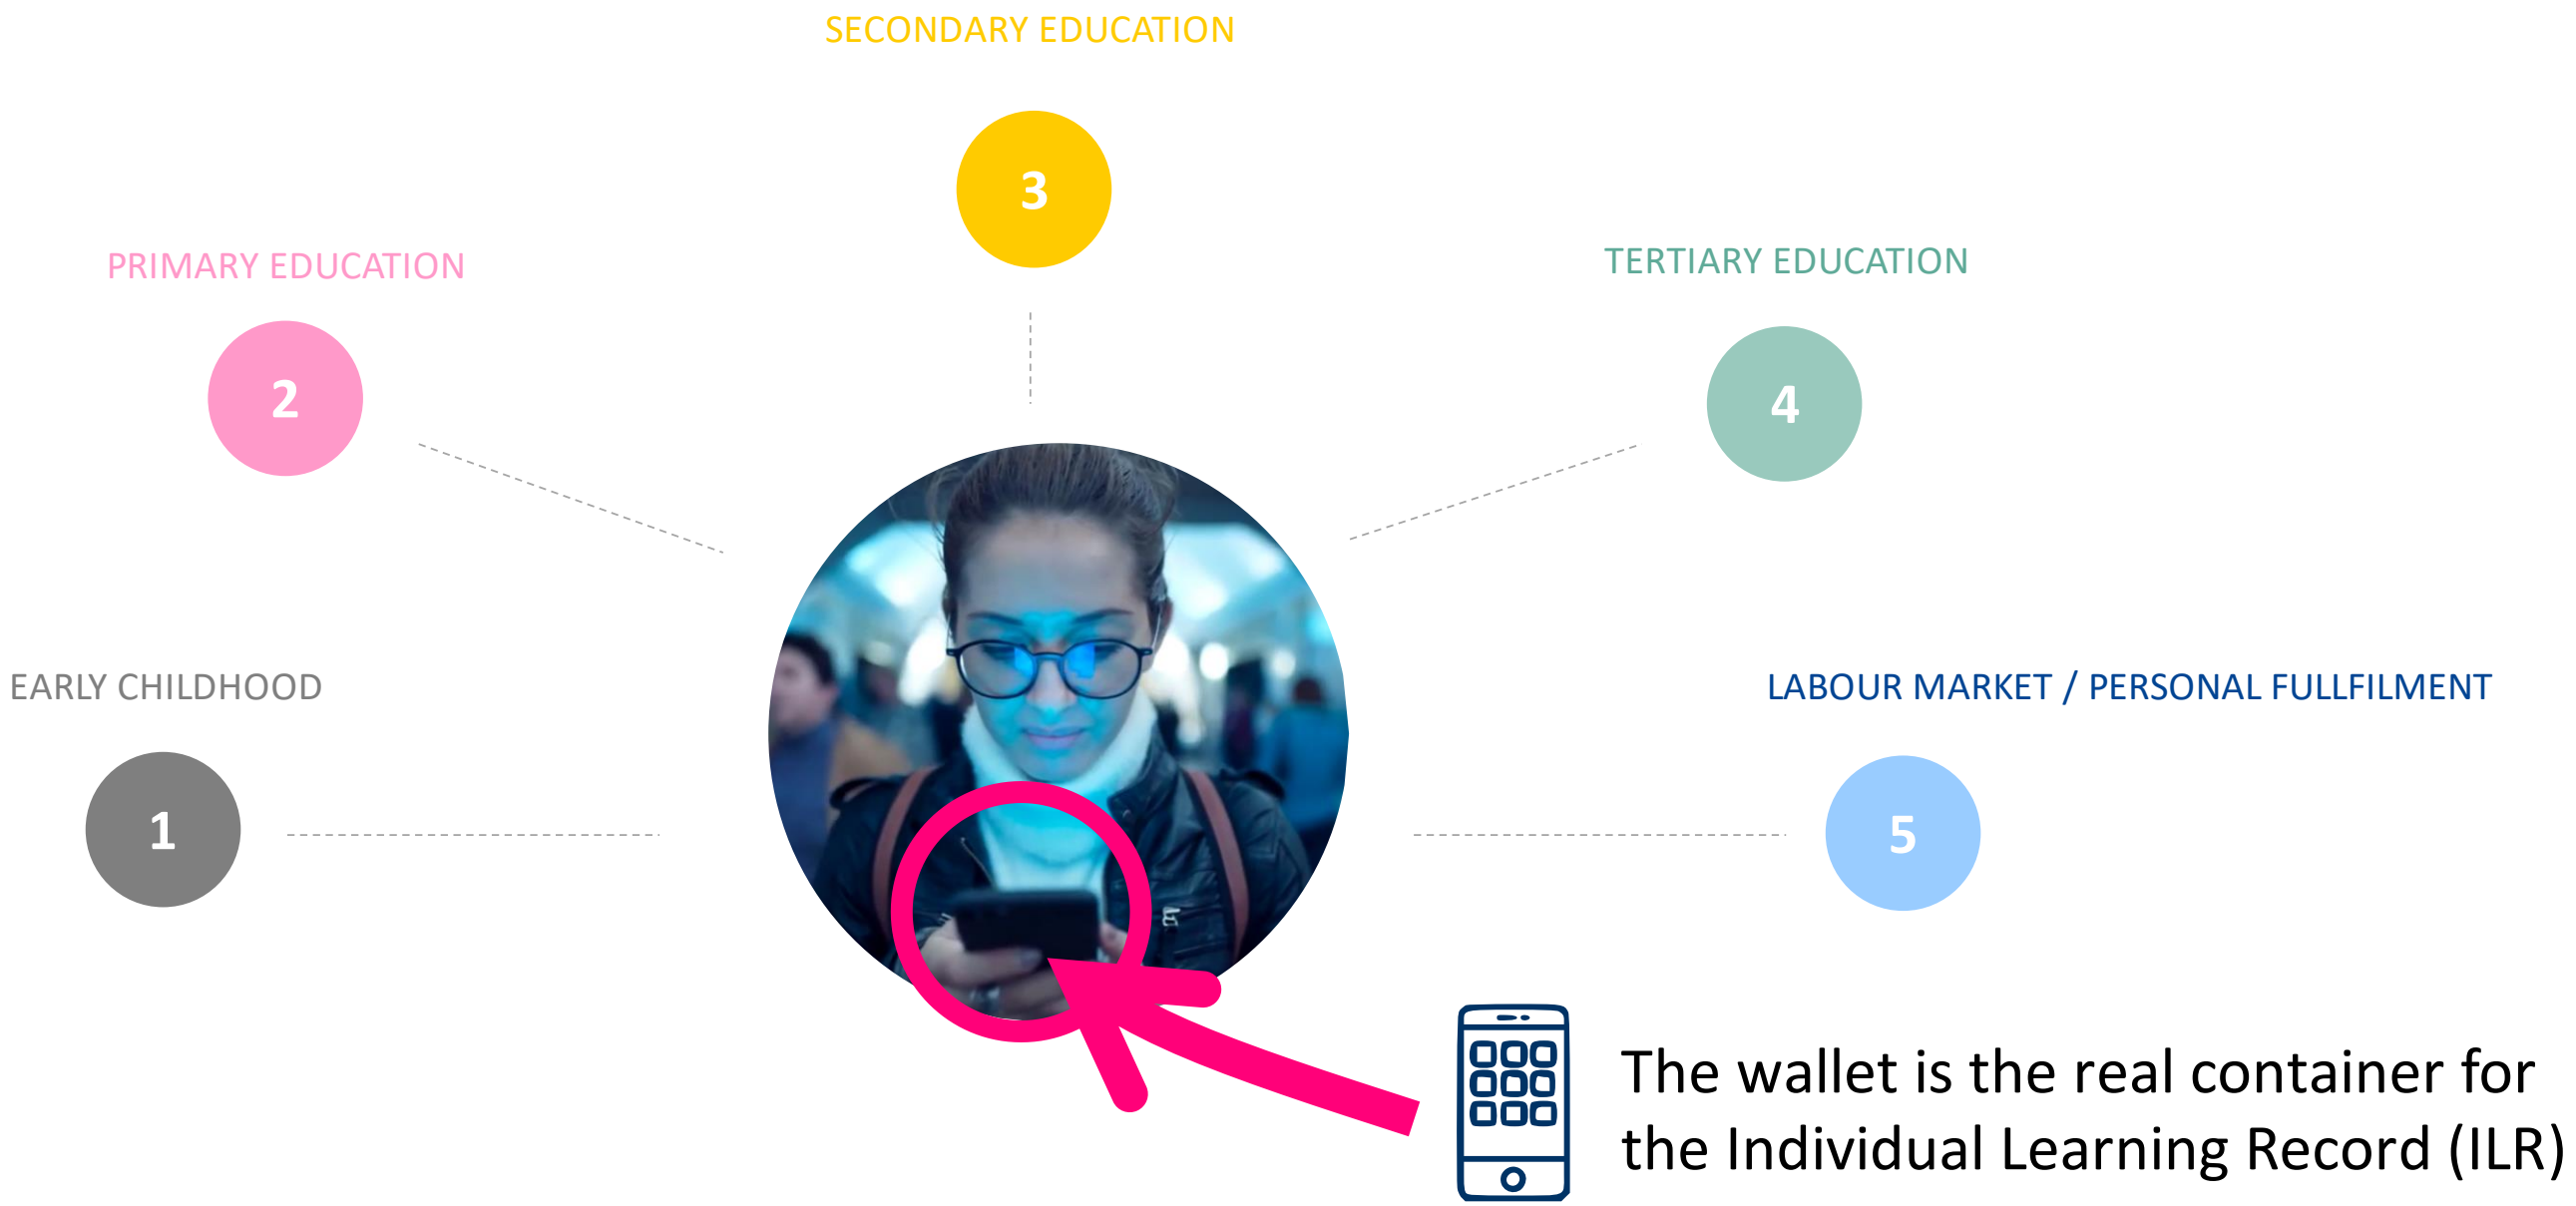 SECONDARY EDUCATION
3
PRIMARY EDUCATION
2
TERTIARY EDUCATION
4
EARLY CHILDHOOD
1
LABOUR MARKET / PERSONAL FULLFILMENT
5
The wallet is the real container for
the Individual Learning Record (ILR)